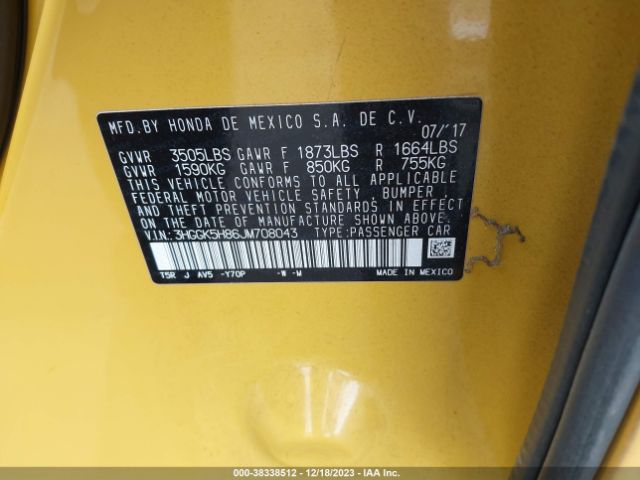 MFD.BY HONDA DE MEXICO S.A. DE C.V.
07/'17
GVWR 3505LBS GAWR F 1873LBS R 1664LBS
GVWR 1590KG GAWR F 850KG R 755KG
THIS VEHICLE CONFORMS TO ALL APPLICABLE
FEDERAL MOTOR VEHICLE SAFETY, BUMPER,
AND THEFT PREVENTION STANDARDS IN EFFECT
ON THE DATE OF MANUFACTURE SHOWN ABOVE.
VIN: 3HGGK5H86JM708043 TYPE: PASSENGER CAR
T5R J AV5 -Y70P -W -M MADE IN MEXICO
000-38338512 - 12/18/2023 - IAA Inc.